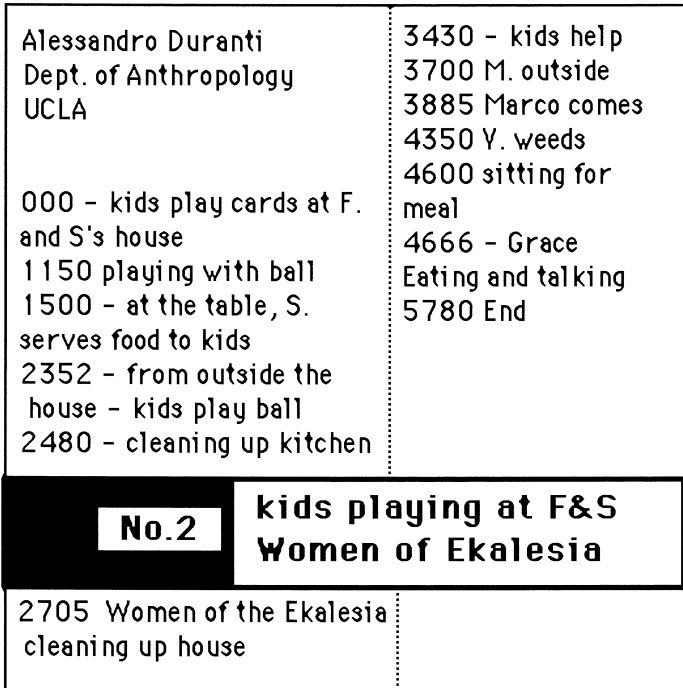 Alessandro Duranti
Dept. of Anthropology
UCLA
000 - kids play cards at F.
and S's house
1150 playing with ball
1500 - at the table, S.
serves food to kids
2352 - from outside the
house - kids play ball
2480 - cleaning up kitchen
3430 - kids help
3700 M. outside
3885 Marco comes
4350 Y. weeds
4600 sitting for
meal
4666 - Grace
Eating and talking
5780 End
No.2
kids playing at F&S
Women of Ekalesia
2705 Women of the Ekalesia
cleaning up house